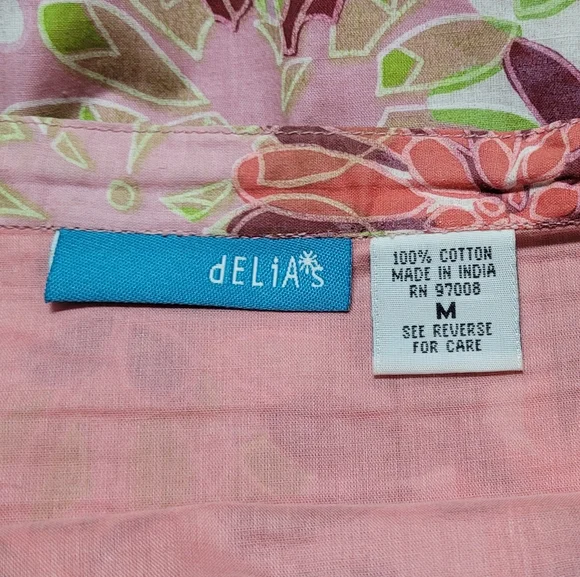 dELiA*s
100% COTTON
MADE IN INDIA
RN 97008
M
SEE REVERSE
FOR CARE